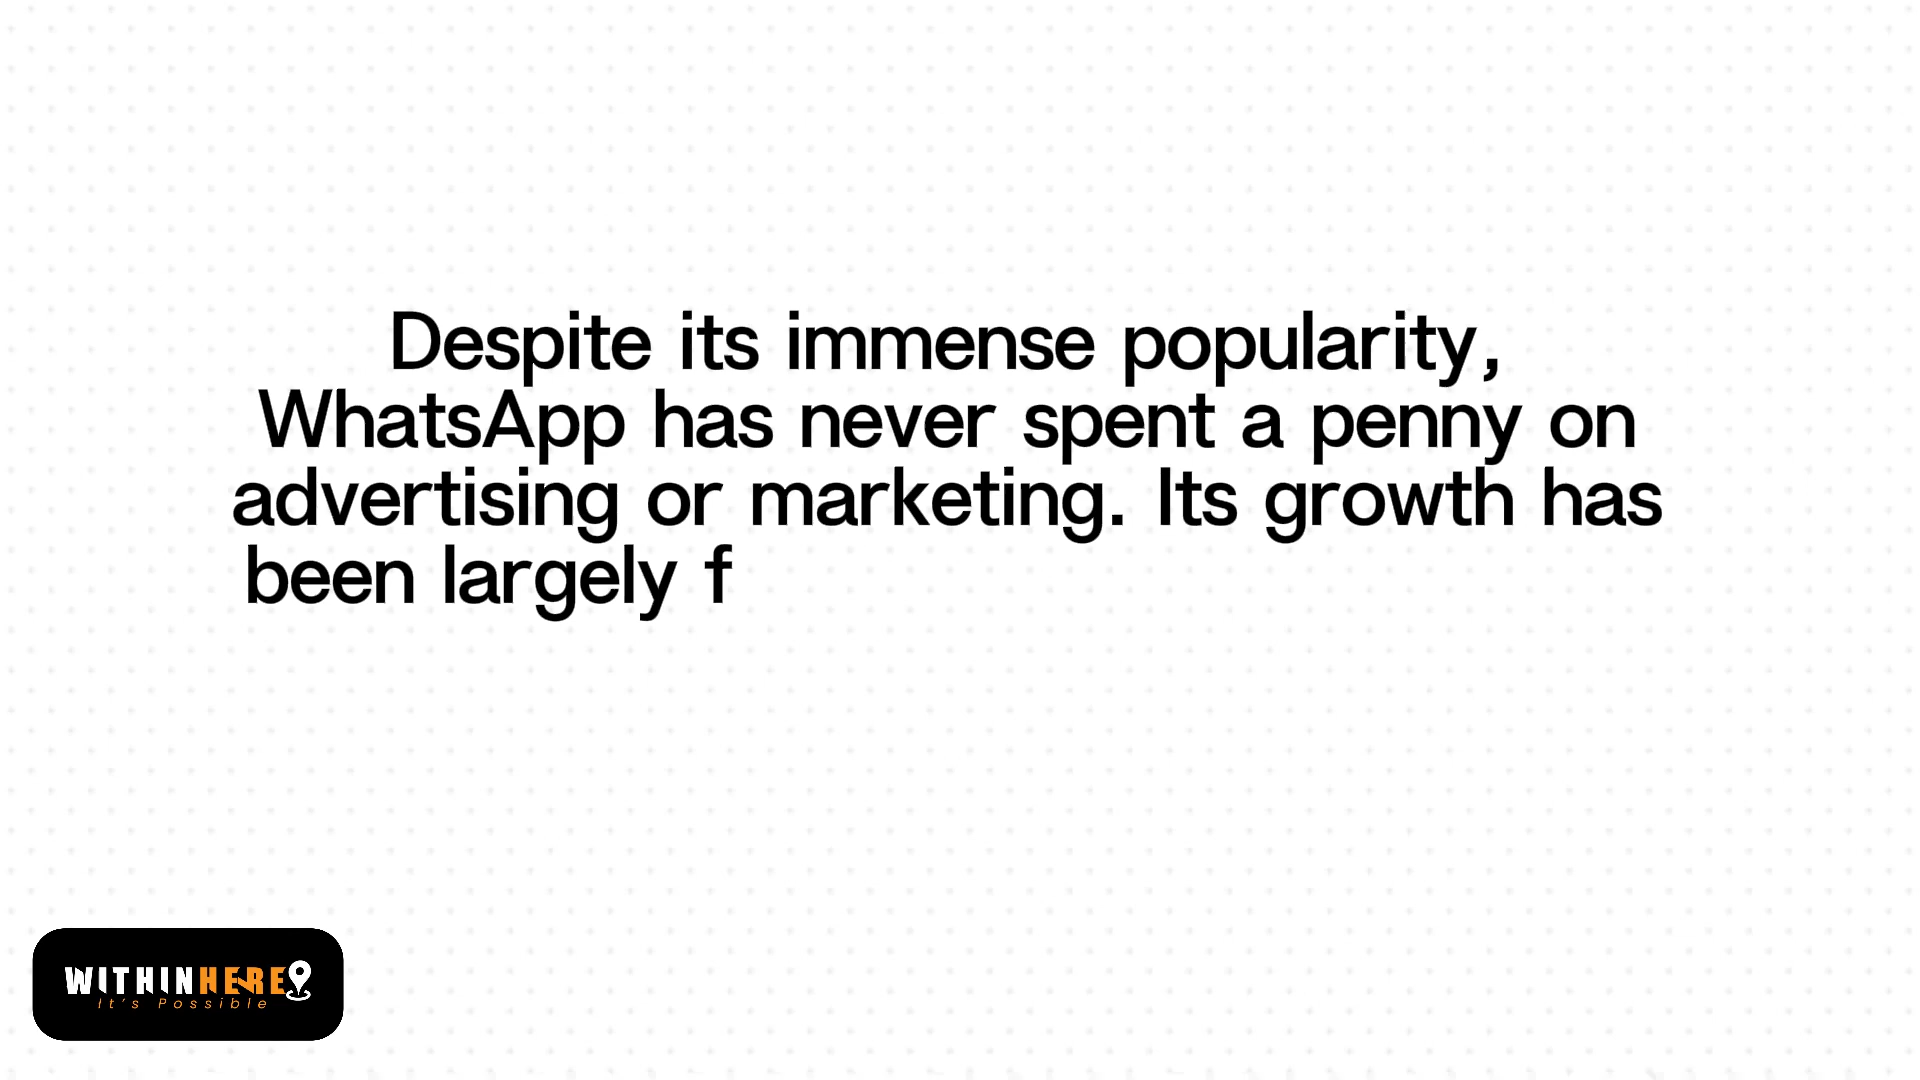 Despite its immense popularity,
WhatsApp has never spent a penny on
advertising or marketing. Its growth has
been largely f
WITHINHERE
It's Possible